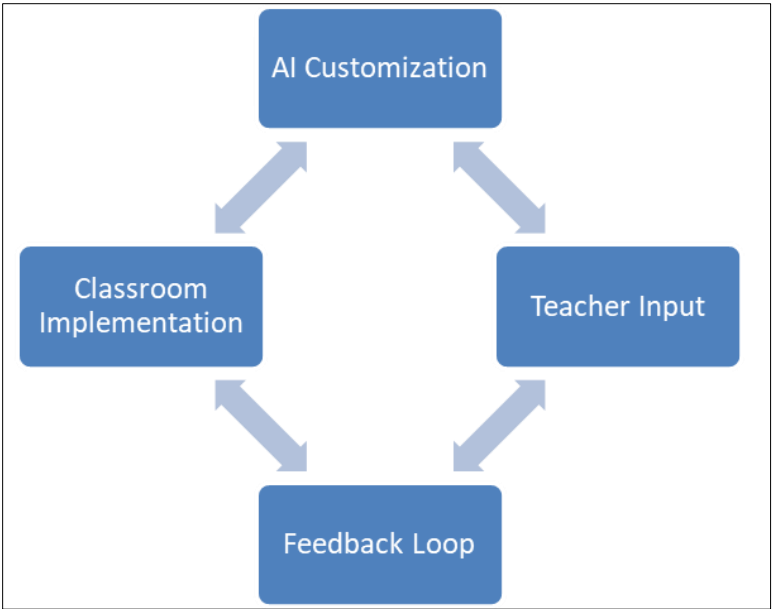 AI Customization
Classroom
Implementation
Teacher Input
Feedback Loop